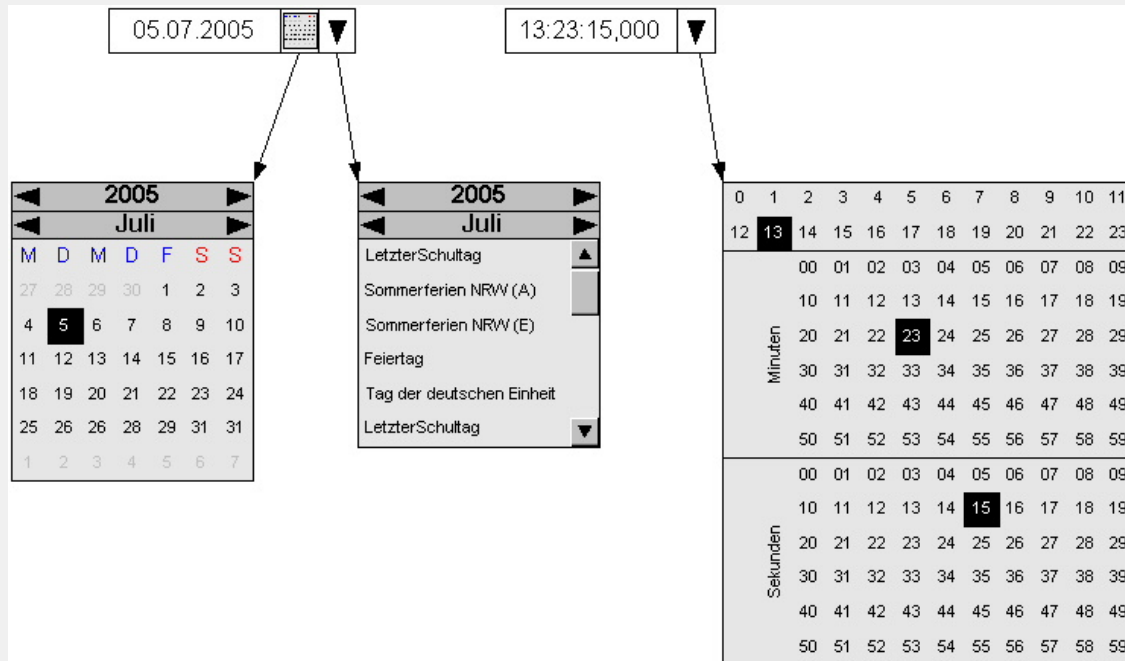 05.07.2005
13:23:15,000
2005
Juli
M D M D F S S
27 28 29 30 1 2 3
4 5 6 7 8 9 10
11 12 13 14 15 16 17
18 19 20 21 22 23 24
25 26 26 28 29 31 31
1 2 3 4 5 6 7
2005
Juli
LetzterSchultag
Sommerferien NRW (A)
Sommerferien NRW (E)
Feiertag
Tag der deutschen Einheit
LetzterSchultag
0 1 2 3 4 5 6 7 8 9 10 11
12 13 14 15 16 17 18 19 20 21 22 23
Minuten
00 01 02 03 04 05 06 07 08 09
10 11 12 13 14 15 16 17 18 19
20 21 22 23 24 25 26 27 28 29
30 31 32 33 34 35 36 37 38 39
40 41 42 43 44 45 46 47 48 49
50 51 52 53 54 55 56 57 58 59
Sekunden
00 01 02 03 04 05 06 07 08 09
10 11 12 13 14 15 16 17 18 19
20 21 22 23 24 25 26 27 28 29
30 31 32 33 34 35 36 37 38 39
40 41 42 43 44 45 46 47 48 49
50 51 52 53 54 55 56 57 58 59